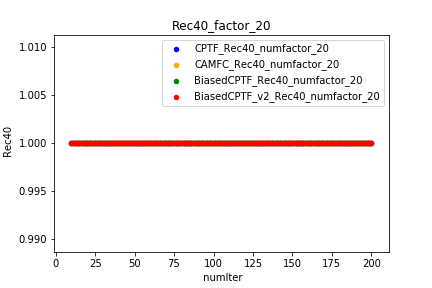 Rec40_factor_20
CPTF_Rec40_numfactor_20
CAMFC_Rec40_numfactor_20
BiasedCPTF_Rec40_numfactor_20
BiasedCPTF_v2_Rec40_numfactor_20
1.010
1.005
1.000
0.995
0.990
Rec40
0 25 50 75 100 125 150 175 200
numIter